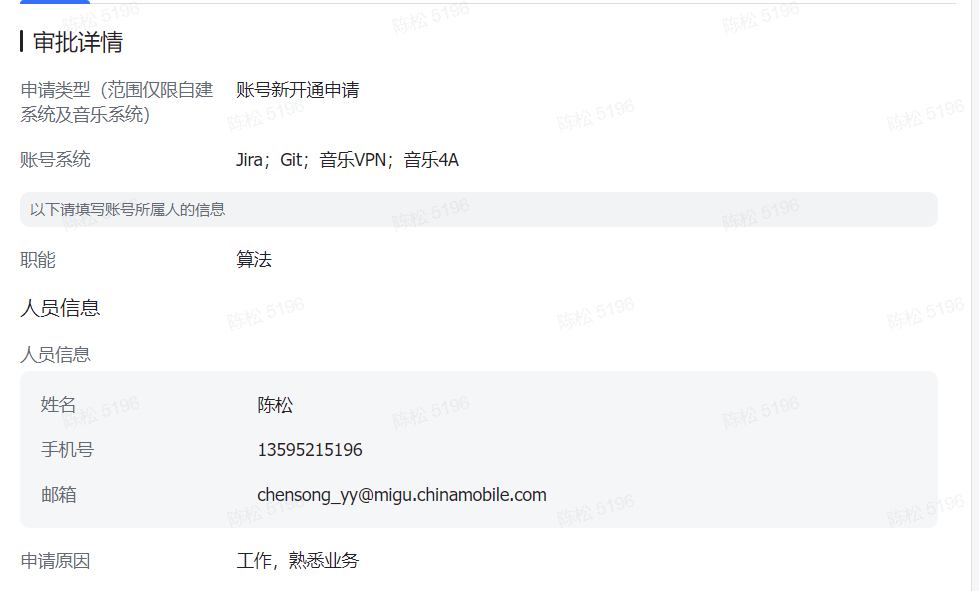 审批详情
申请类型（范围仅限自建 账号新开通申请
系统及音乐系统）
账号系统 Jira；Git；音乐VPN；音乐4A
以下请填写账号所属人的信息
职能 算法
人员信息
人员信息
姓名 陈松
手机号 13595215196
邮箱 chensong_yy@migu.chinamobile.com
申请原因 工作，熟悉业务
陈松 5196